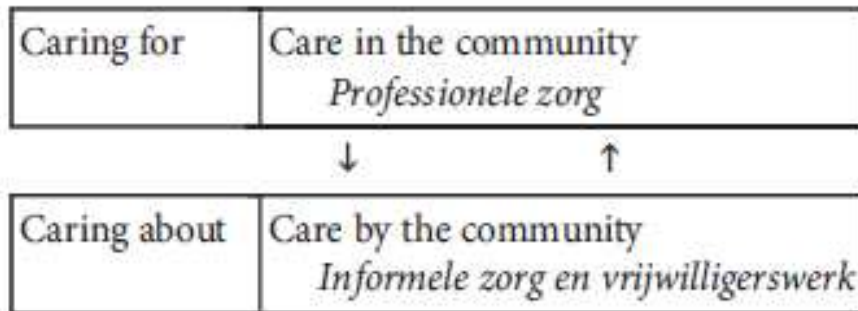 Caring for Care in the community
Professionele zorg
↓ ↑
Caring about Care by the community
Informele zorg en vrijwilligerswerk